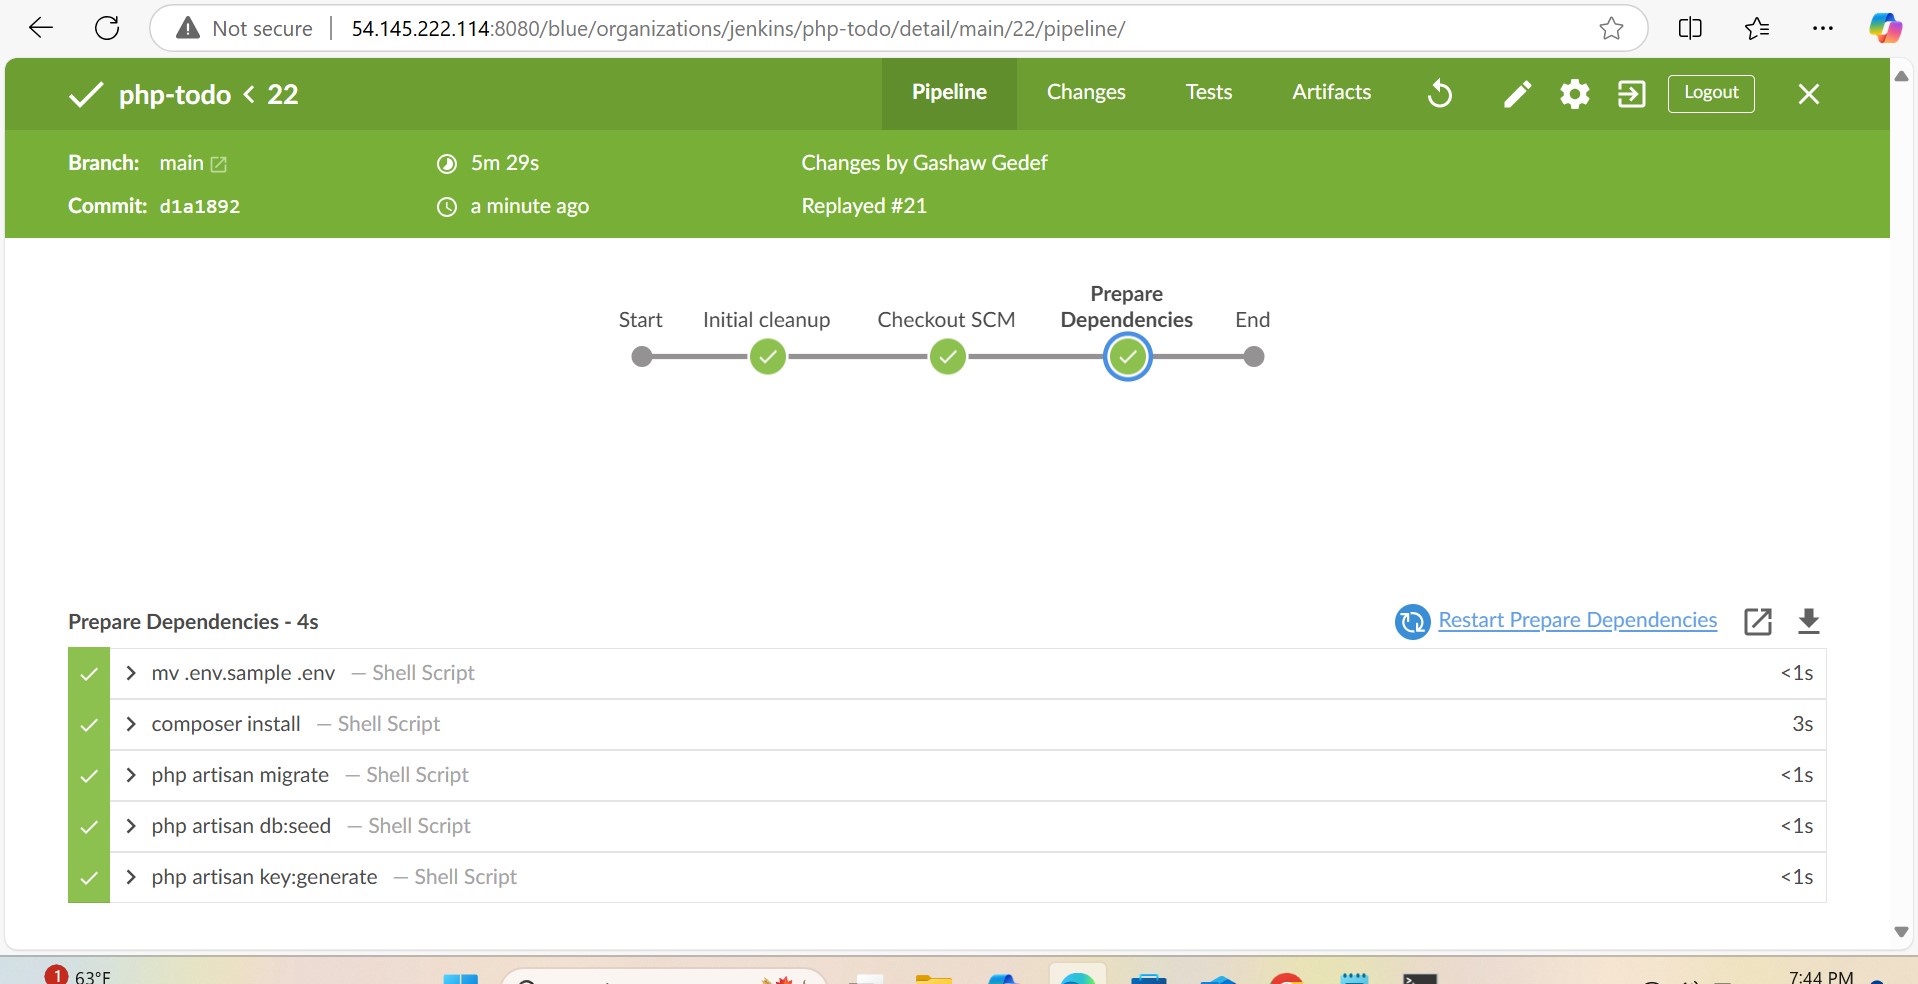 Not secure 54.145.222.114:8080/blue/organizations/jenkins/php-todo/detail/main/22/pipeline/
php-todo < 22 Pipeline Changes Tests Artifacts Logout
Branch: main 5m 29s Changes by Gashaw Gedef
Commit: d1a1892 a minute ago Replayed #21
Start Initial cleanup Checkout SCM Prepare Dependencies End
Prepare Dependencies - 4s Restart Prepare Dependencies
mv .env.sample .env — Shell Script <1s
composer install — Shell Script 3s
php artisan migrate — Shell Script <1s
php artisan db:seed — Shell Script <1s
php artisan key:generate — Shell Script <1s
1 63°F 7:44 PM